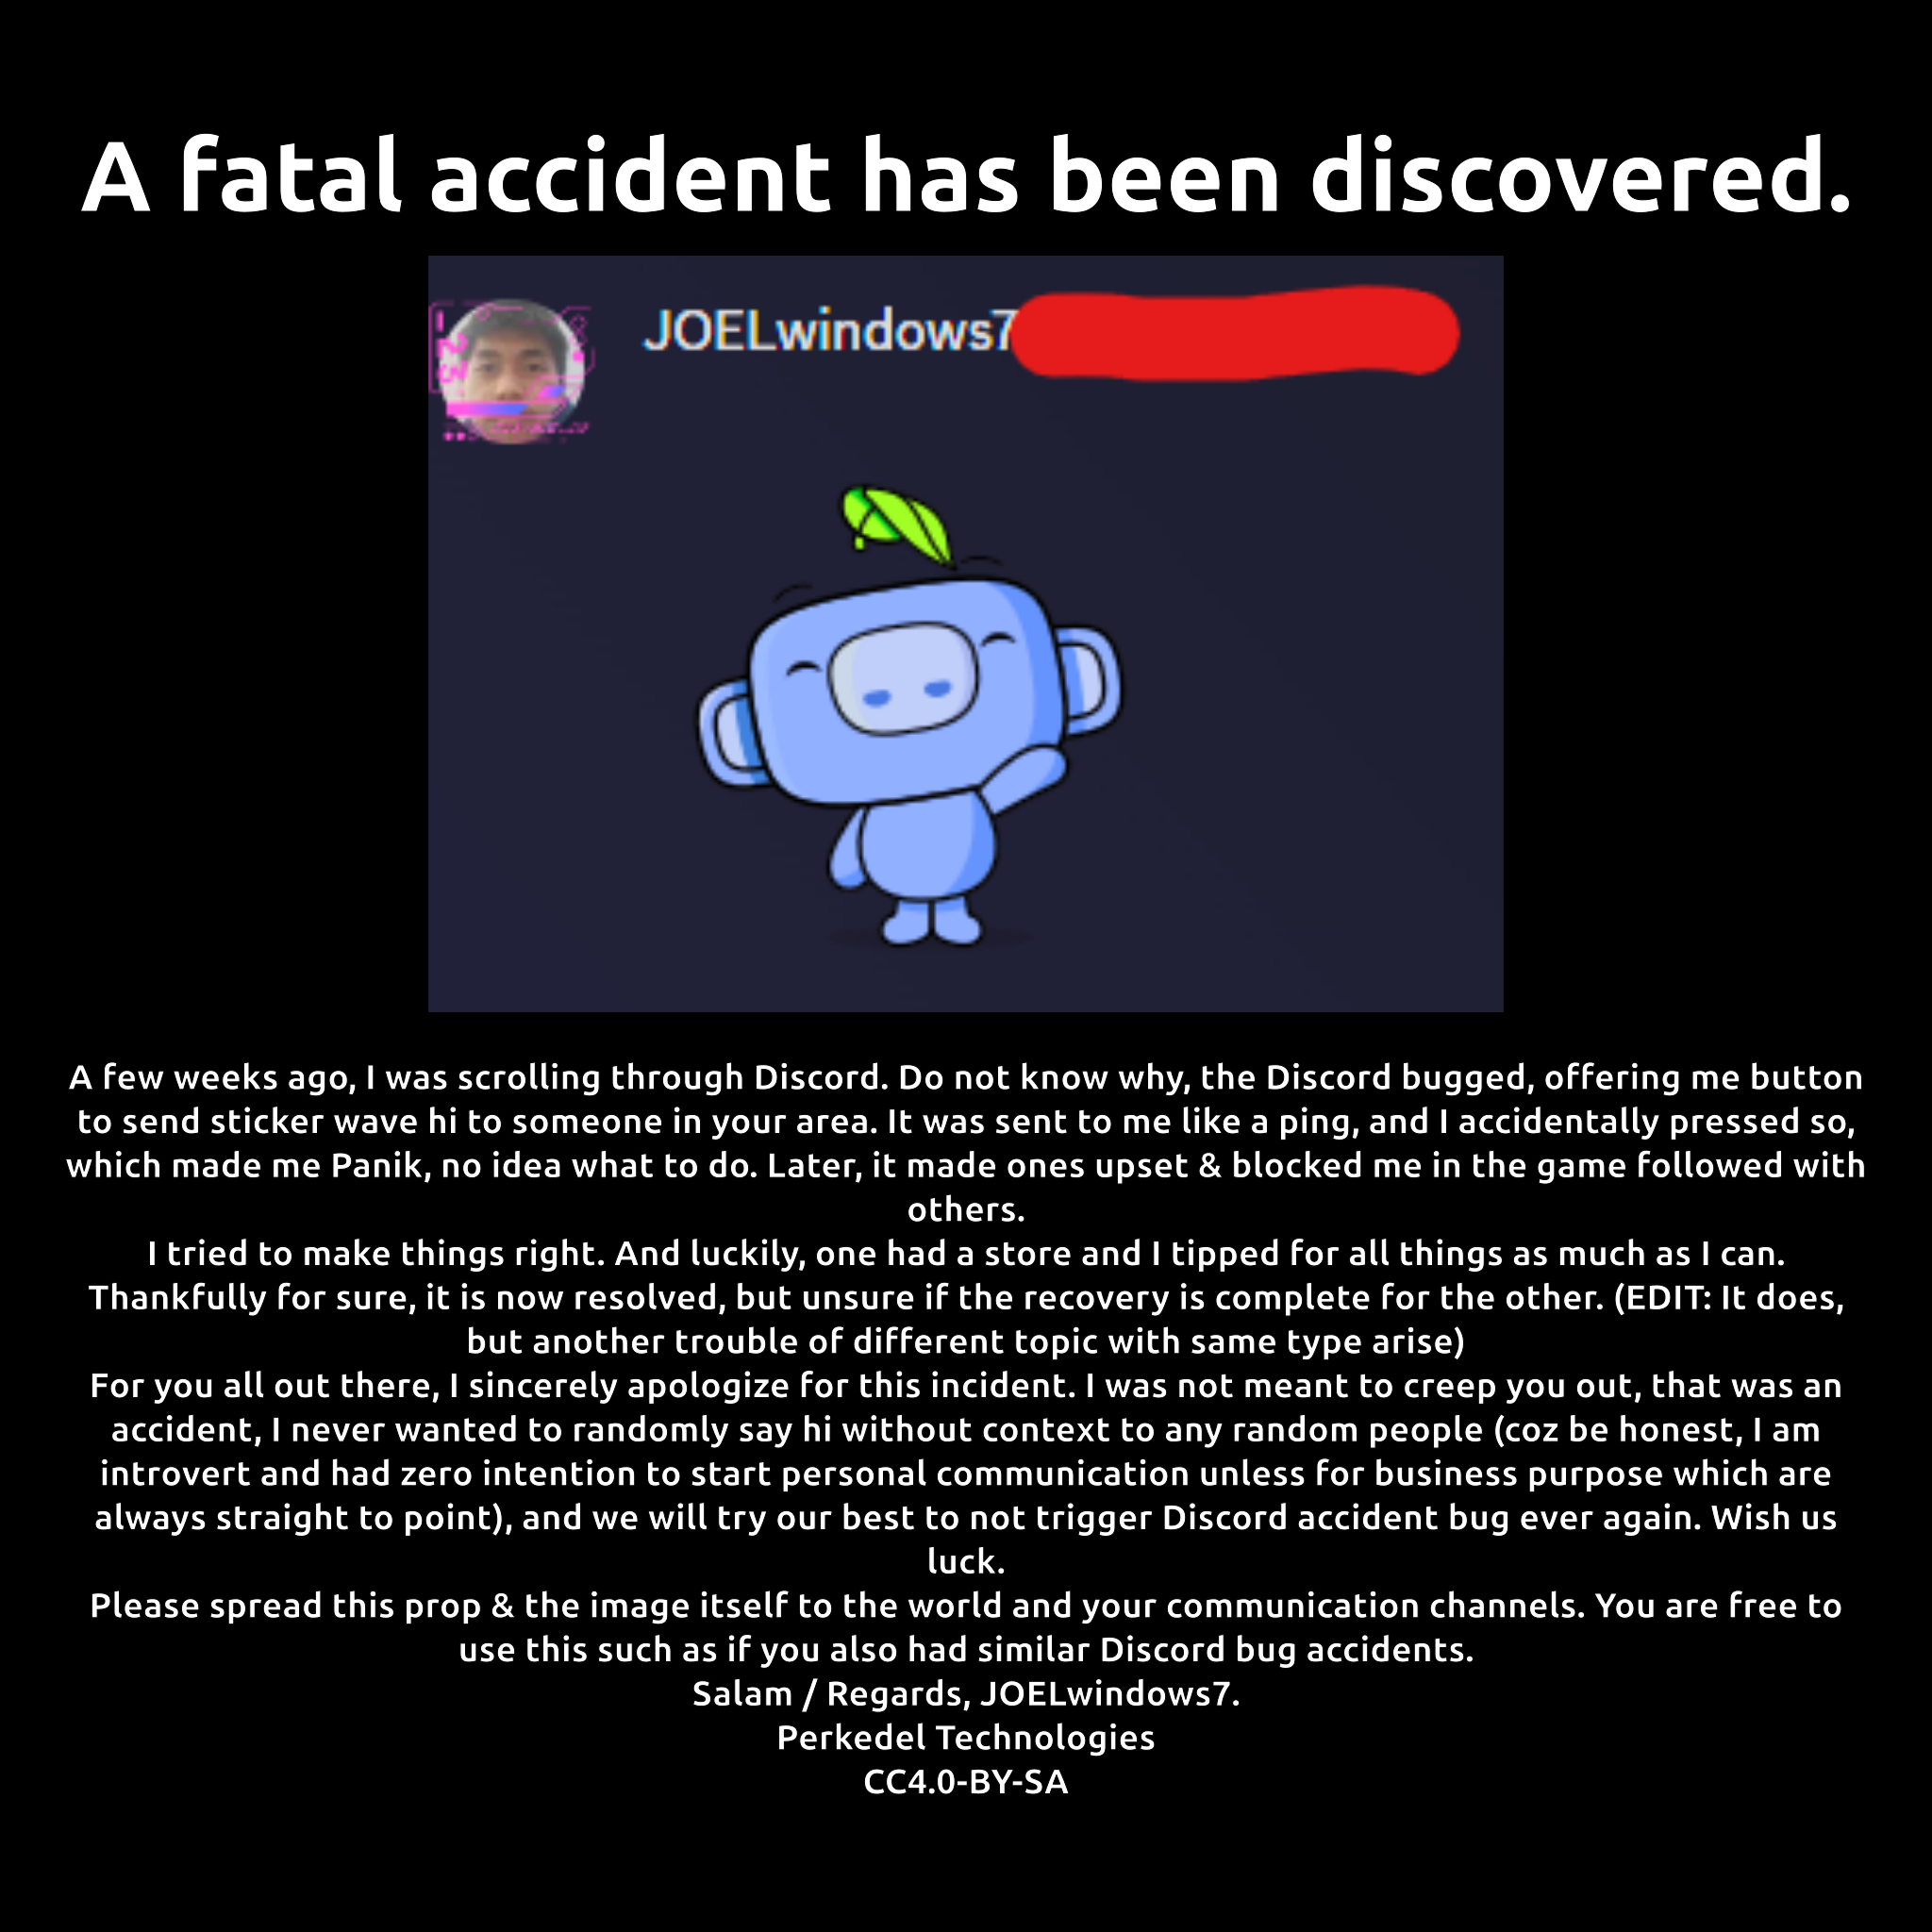 A fatal accident has been discovered.
JOELwindows7
A few weeks ago, I was scrolling through Discord. Do not know why, the Discord bugged, offering me button
to send sticker wave hi to someone in your area. It was sent to me like a ping, and I accidentally pressed so,
which made me Panik, no idea what to do. Later, it made ones upset & blocked me in the game followed with
others.
I tried to make things right. And luckily, one had a store and I tipped for all things as much as I can.
Thankfully for sure, it is now resolved, but unsure if the recovery is complete for the other. (EDIT: It does,
but another trouble of different topic with same type arise)
For you all out there, I sincerely apologize for this incident. I was not meant to creep you out, that was an
accident, I never wanted to randomly say hi without context to any random people (coz be honest, I am
introvert and had zero intention to start personal communication unless for business purpose which are
always straight to point), and we will try our best to not trigger Discord accident bug ever again. Wish us
luck.
Please spread this prop & the image itself to the world and your communication channels. You are free to
use this such as if you also had similar Discord bug accidents.
Salam / Regards, JOELwindows7.
Perkedel Technologies
CC4.0-BY-SA